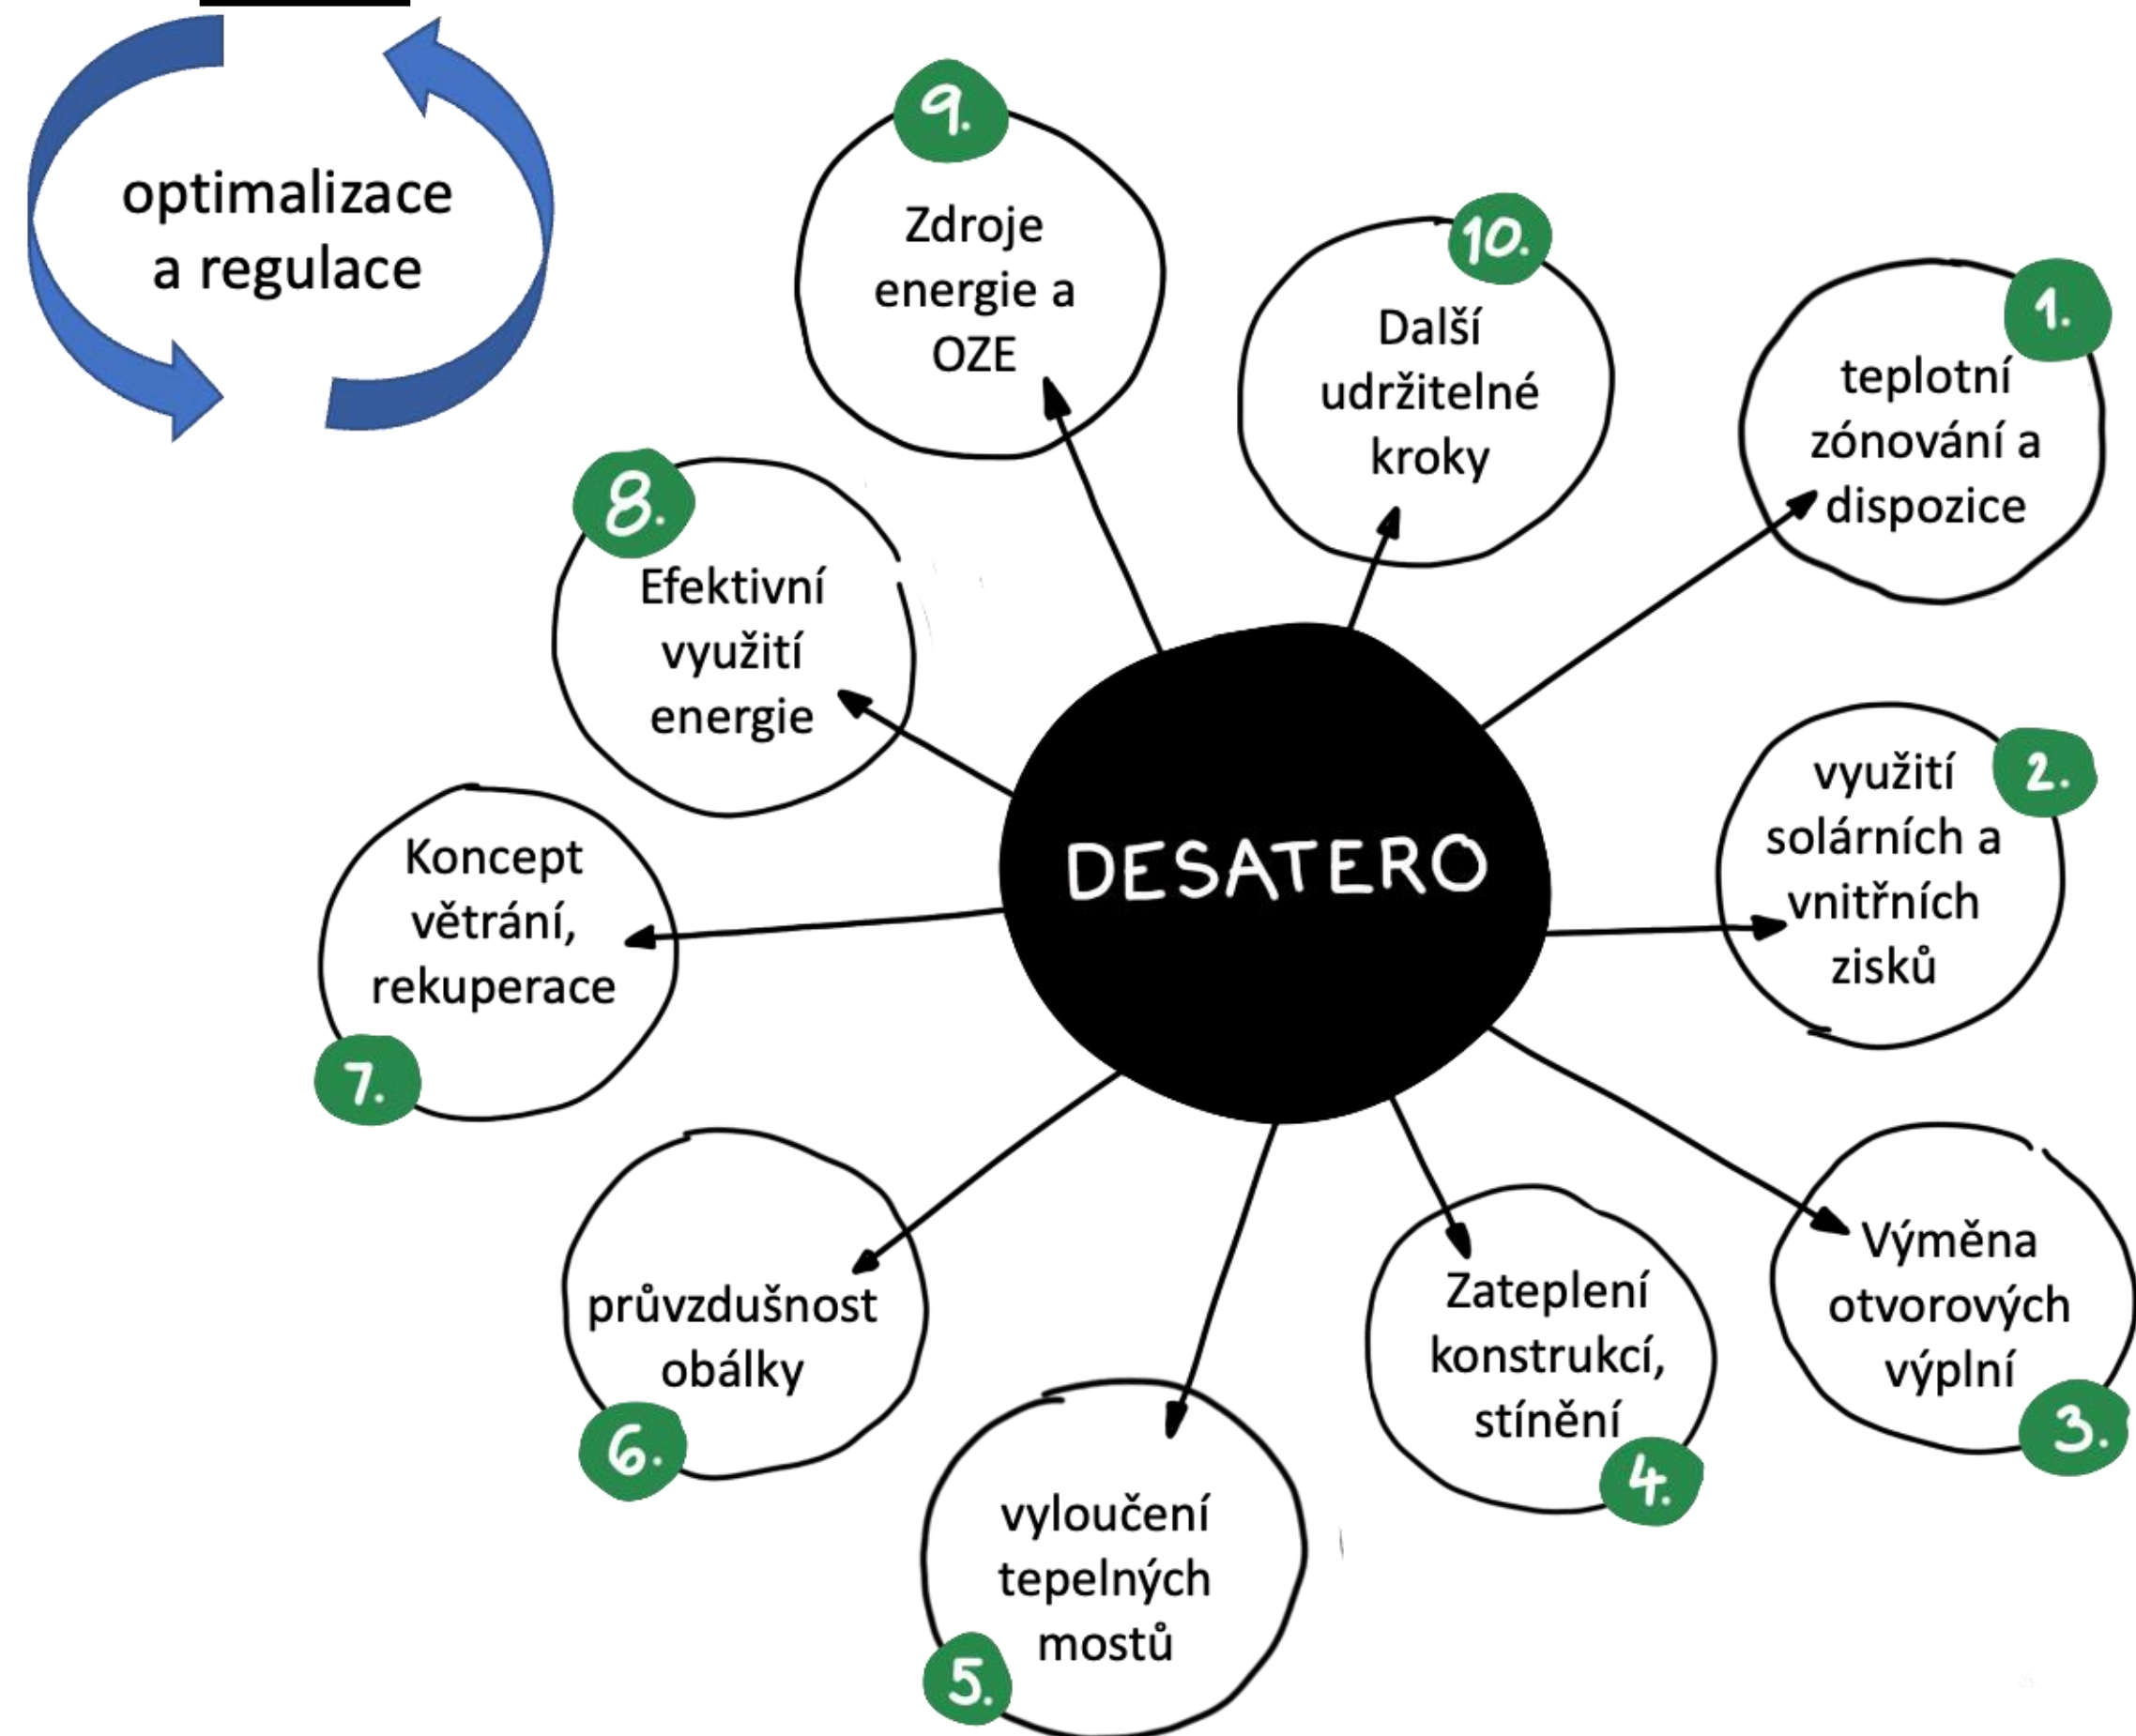 optimalizace
a regulace
9.
Zdroje
energie a
OZE
10.
Další
udržitelné
kroky
1.
teplotní
zónování a
dispozice
8.
Efektivní
využití
energie
DESATERO
2.
využití
solárních a
vnitřních
zisků
Koncept
větrání,
rekuperace
7.
Výměna
otvorových
výplní
3.
Zateplení
konstrukcí,
stínění
4.
průvzdušnost
obálky
6.
vyloučení
tepelných
mostů
5.